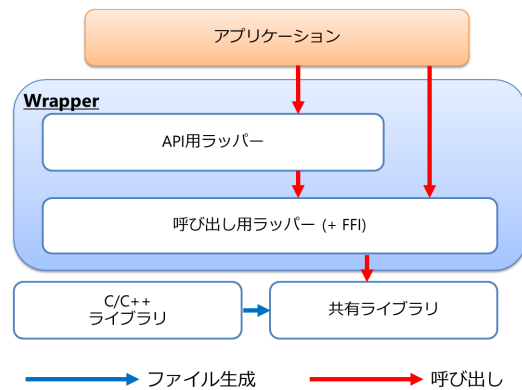 アプリケーション
Wrapper
API用ラッパー
呼び出し用ラッパー (+ FFI)
C/C++
ライブラリ
共有ライブラリ
ファイル生成
呼び出し